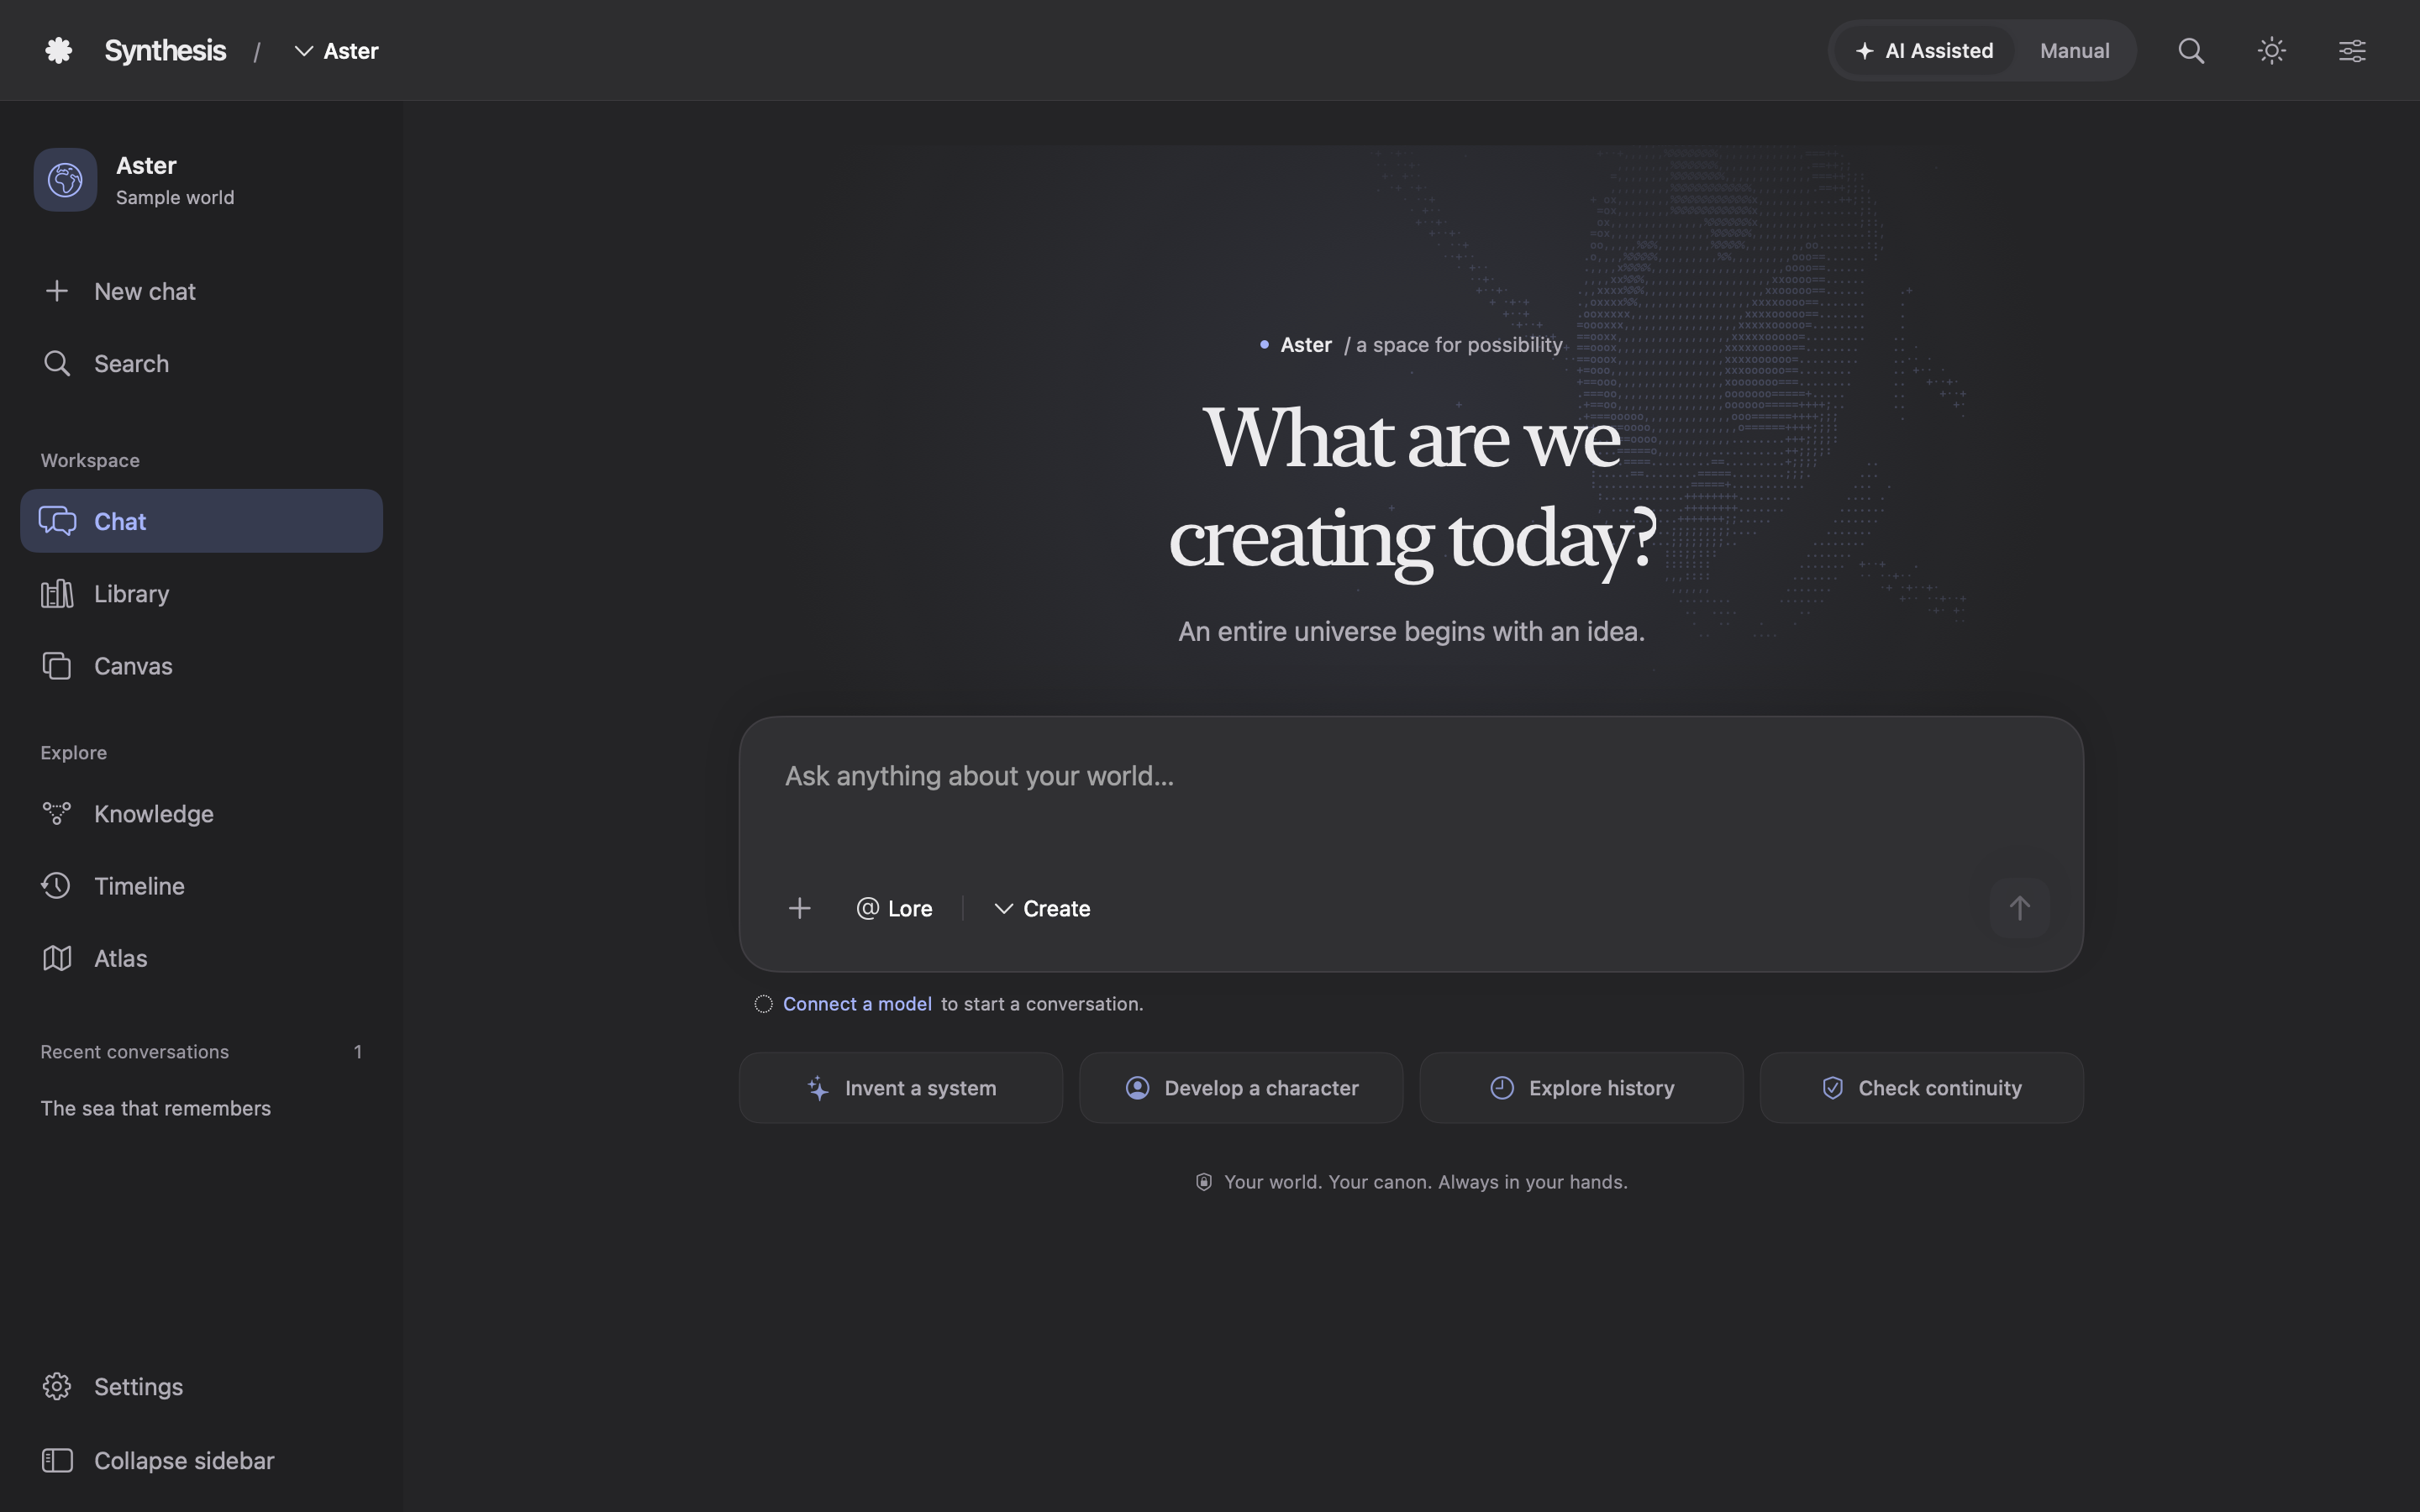 Synthesis / Aster
AI Assisted Manual
Aster
Sample world
New chat
Search
Workspace
Chat
Library
Canvas
Explore
Knowledge
Timeline
Atlas
Recent conversations 1
The sea that remembers
Settings
Collapse sidebar
Aster / a space for possibility
What are we
creating today?
An entire universe begins with an idea.
Ask anything about your world...
@ Lore Create
Connect a model to start a conversation.
Invent a system
Develop a character
Explore history
Check continuity
Your world. Your canon. Always in your hands.